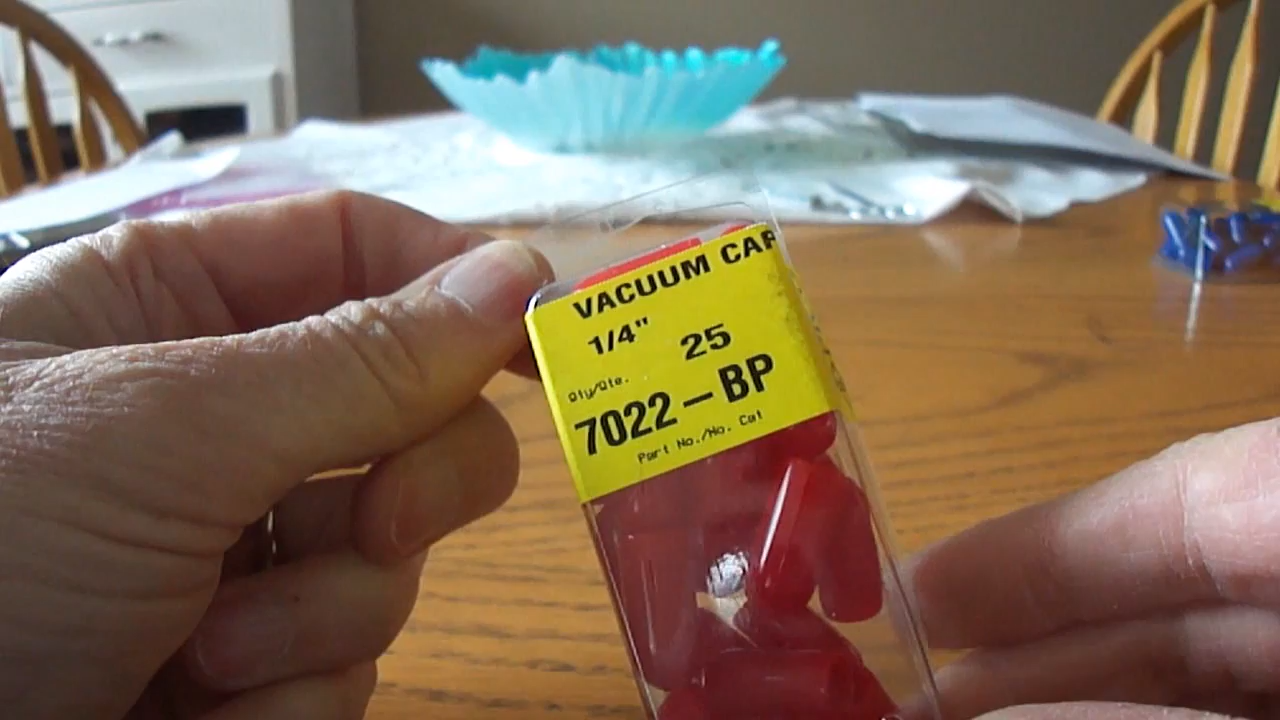 VACUUM CAP
1/4" 25
Qty/Qte.
7022-BP
Part No./No. Cat